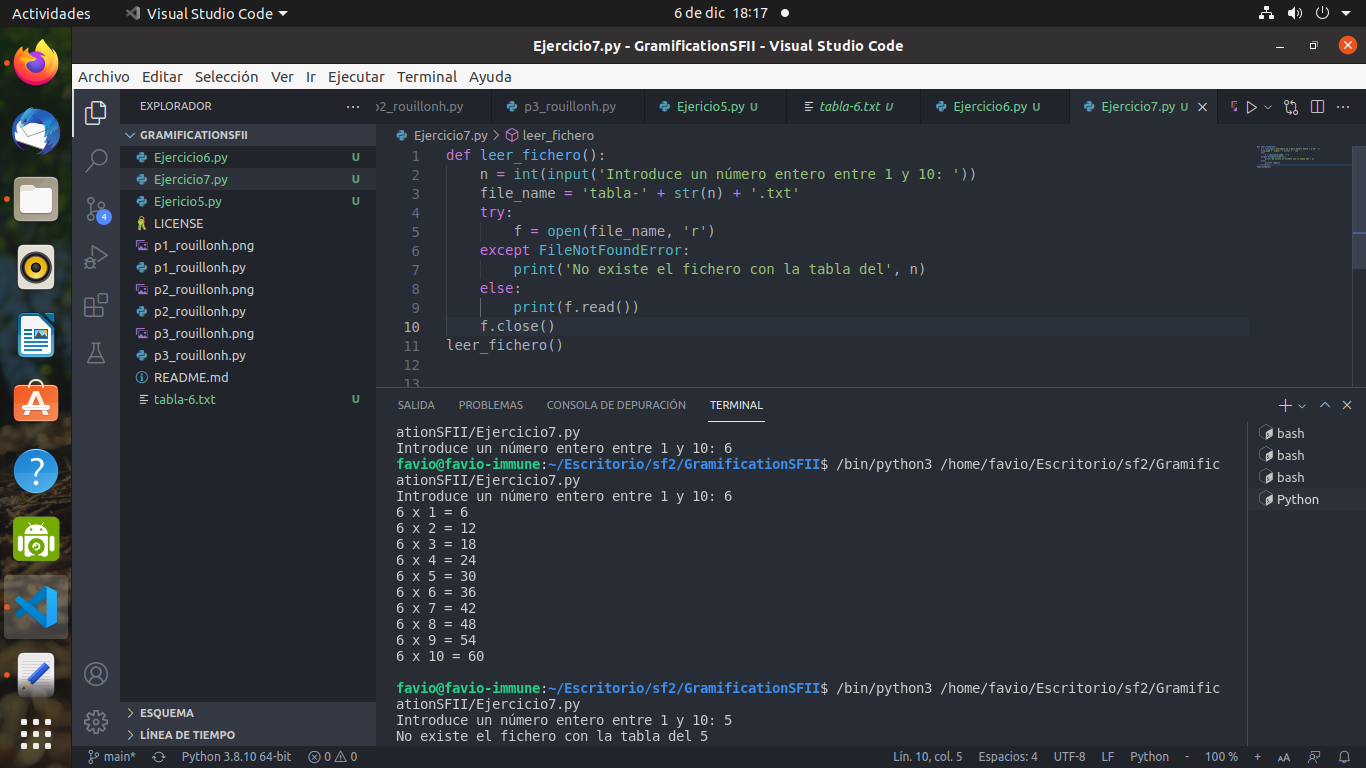 Actividades
Visual Studio Code
6 de dic 18:17
Ejercicio7.py - GramificationSFII - Visual Studio Code
Archivo Editar Selección Ver Ir Ejecutar Terminal Ayuda
EXPLORADOR
GRAMIFICATIONSFII
Ejercicio6.py U
Ejercicio7.py U
Ejericio5.py U
LICENSE
p1_rouillonh.png
p1_rouillonh.py
p2_rouillonh.png
p2_rouillonh.py
p3_rouillonh.png
p3_rouillonh.py
README.md
tabla-6.txt U
ESQUEMA
LÍNEA DE TIEMPO
4
p2_rouillonh.py
p3_rouillonh.py
Ejericio5.py U
tabla-6.txt U
Ejercicio6.py U
Ejercicio7.py U
Ejercicio7.py > leer_fichero
1 def leer_fichero():
2 n = int(input('Introduce un número entero entre 1 y 10: '))
3 file_name = 'tabla-' + str(n) + '.txt'
4 try:
5 f = open(file_name, 'r')
6 except FileNotFoundError:
7 print('No existe el fichero con la tabla del', n)
8 else:
9 print(f.read())
10 f.close()
11 leer_fichero()
12
13
SALIDA PROBLEMAS CONSOLA DE DEPURACIÓN TERMINAL
ationSFII/Ejercicio7.py
Introduce un número entero entre 1 y 10: 6
favio@favio-immune:~/Escritorio/sf2/GramificationSFII$ /bin/python3 /home/favio/Escritorio/sf2/Gramific
ationSFII/Ejercicio7.py
Introduce un número entero entre 1 y 10: 6
6 x 1 = 6
6 x 2 = 12
6 x 3 = 18
6 x 4 = 24
6 x 5 = 30
6 x 6 = 36
6 x 7 = 42
6 x 8 = 48
6 x 9 = 54
6 x 10 = 60
favio@favio-immune:~/Escritorio/sf2/GramificationSFII$ /bin/python3 /home/favio/Escritorio/sf2/Gramific
ationSFII/Ejercicio7.py
Introduce un número entero entre 1 y 10: 5
No existe el fichero con la tabla del 5
bash
bash
bash
Python
main*
Python 3.8.10 64-bit
0 0
Lín. 10, col. 5
Espacios: 4
UTF-8
LF
Python
- 100 % +
AA